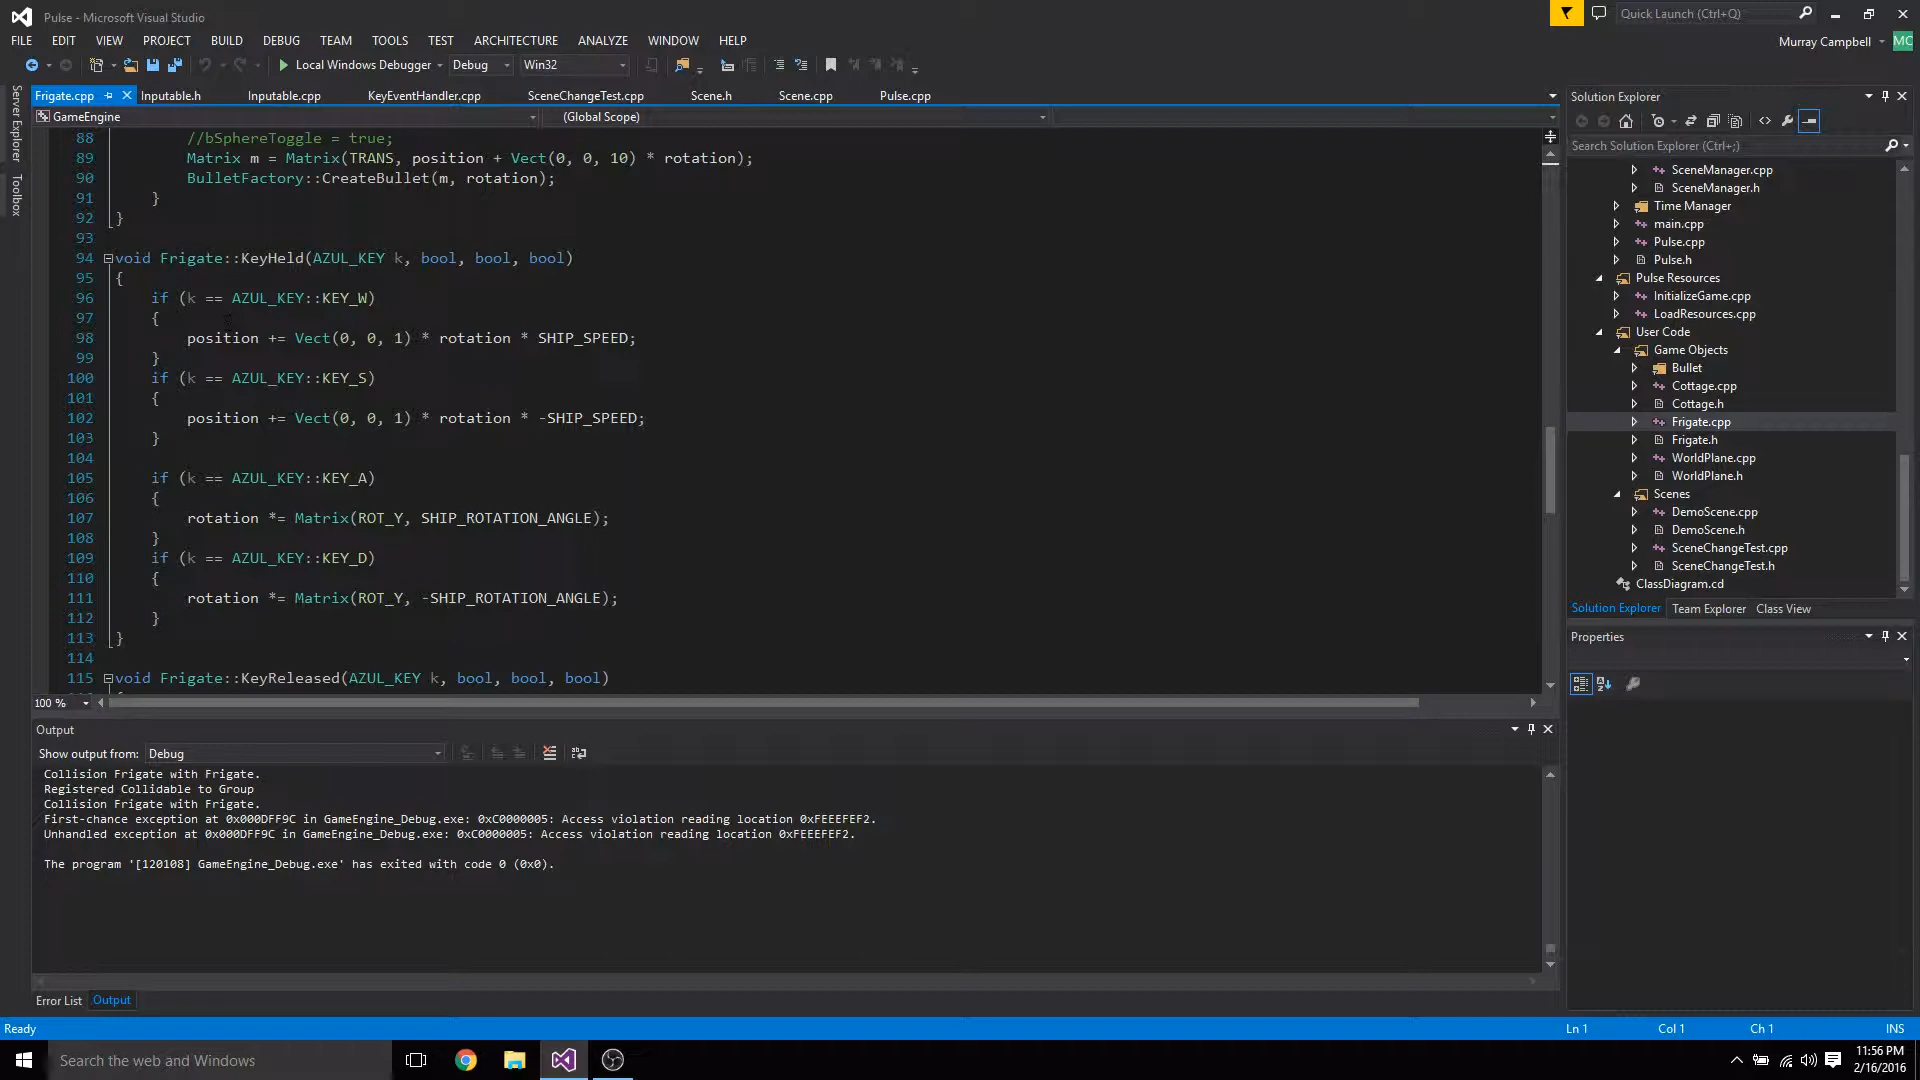 Pulse - Microsoft Visual Studio
Quick Launch (Ctrl+Q)
FILE EDIT VIEW PROJECT BUILD DEBUG TEAM TOOLS TEST ARCHITECTURE ANALYZE WINDOW HELP
Murray Campbell MC
Local Windows Debugger Debug Win32
Server Explorer
Toolbox
Frigate.cpp Inputable.h Inputable.cpp KeyEventHandler.cpp SceneChangeTest.cpp Scene.h Scene.cpp Pulse.cpp
GameEngine (Global Scope)
88 //bSphereToggle = true;
89 Matrix m = Matrix(TRANS, position + Vect(0, 0, 10) * rotation);
90 BulletFactory::CreateBullet(m, rotation);
91 }
92 }
93
94 void Frigate::KeyHeld(AZUL_KEY k, bool, bool, bool)
95 {
96 if (k == AZUL_KEY::KEY_W)
97 {
98 position += Vect(0, 0, 1) * rotation * SHIP_SPEED;
99 }
100 if (k == AZUL_KEY::KEY_S)
101 {
102 position += Vect(0, 0, 1) * rotation * -SHIP_SPEED;
103 }
104
105 if (k == AZUL_KEY::KEY_A)
106 {
107 rotation *= Matrix(ROT_Y, SHIP_ROTATION_ANGLE);
108 }
109 if (k == AZUL_KEY::KEY_D)
110 {
111 rotation *= Matrix(ROT_Y, -SHIP_ROTATION_ANGLE);
112 }
113 }
114
115 void Frigate::KeyReleased(AZUL_KEY k, bool, bool, bool)
100 %
Output
Show output from: Debug
Collision Frigate with Frigate.
Registered Collidable to Group
Collision Frigate with Frigate.
First-chance exception at 0x000DFF9C in GameEngine_Debug.exe: 0xC0000005: Access violation reading location 0xFEEEFEF2.
Unhandled exception at 0x000DFF9C in GameEngine_Debug.exe: 0xC0000005: Access violation reading location 0xFEEEFEF2.
The program '[120108] GameEngine_Debug.exe' has exited with code 0 (0x0).
Error List Output
Solution Explorer
Search Solution Explorer (Ctrl+;)
SceneManager.cpp
SceneManager.h
Time Manager
main.cpp
Pulse.cpp
Pulse.h
Pulse Resources
InitializeGame.cpp
LoadResources.cpp
User Code
Game Objects
Bullet
Cottage.cpp
Cottage.h
Frigate.cpp
Frigate.h
WorldPlane.cpp
WorldPlane.h
Scenes
DemoScene.cpp
DemoScene.h
SceneChangeTest.cpp
SceneChangeTest.h
ClassDiagram.cd
Solution Explorer Team Explorer Class View
Properties
Ready Ln 1 Col 1 Ch 1 INS
Search the web and Windows
11:56 PM
2/16/2016